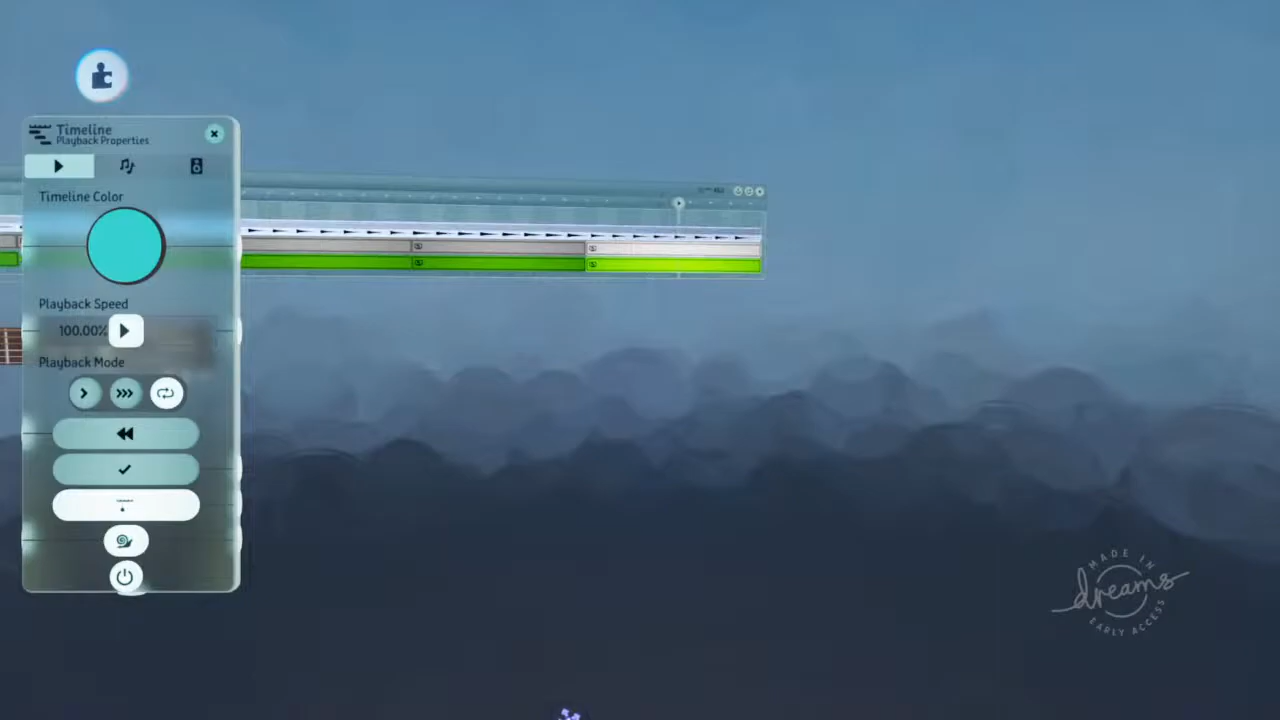 Timeline
Playback Properties
Timeline Color
Playback Speed
100.00%
Playback Mode
MADE IN
dreams
EARLY ACCESS